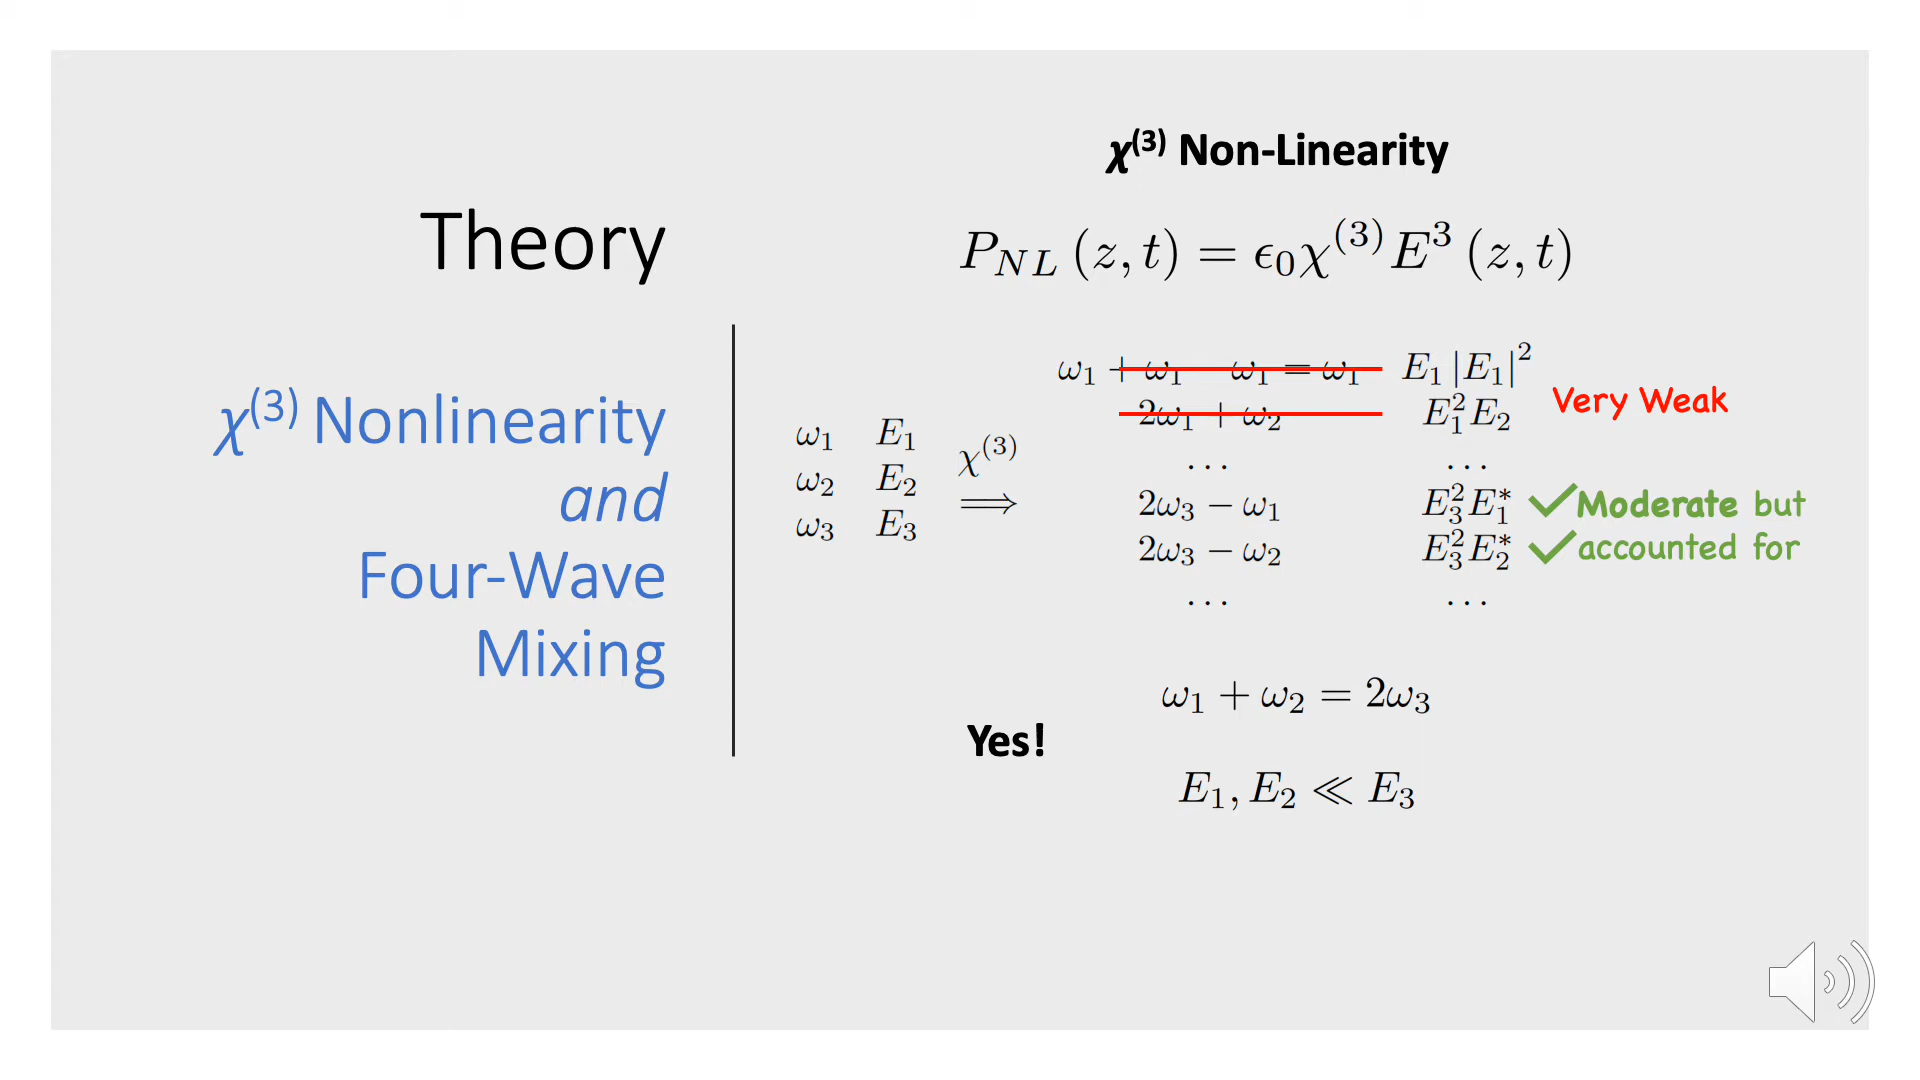 Theory
χ⁽³⁾ Nonlinearity
and
Four-Wave
Mixing
χ⁽³⁾ Non-Linearity
P_{NL} (z, t) = ϵ₀χ⁽³⁾E³ (z, t)
ω₁ E₁
ω₂ E₂
ω₃ E₃
χ⁽³⁾
⟹
ω₁ + ω₁ − ω₁ = ω₁ E₁ |E₁|²
2ω₁ + ω₂ E₁²E₂
Very Weak
... ...
2ω₃ − ω₁ E₃²E₁* ✓Moderate but
2ω₃ − ω₂ E₃²E₂* ✓accounted for
... ...
ω₁ + ω₂ = 2ω₃
Yes!
E₁, E₂ ≪ E₃